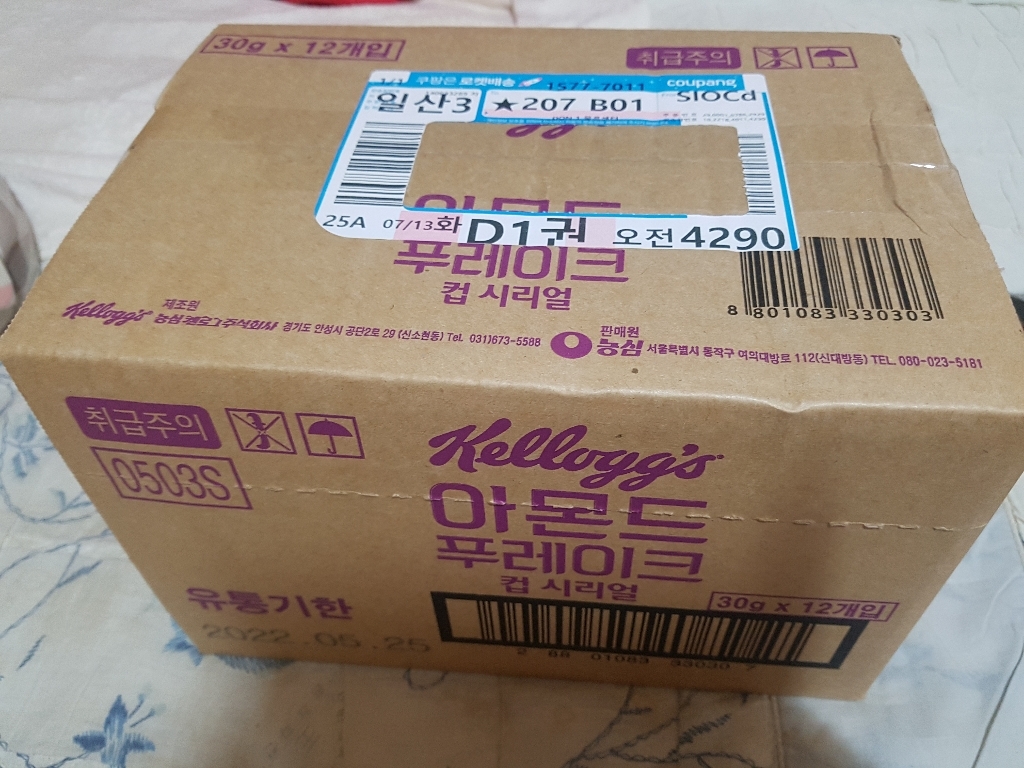 30g x 12개입
취급주의
쿠팡은 로켓배송 1577-7011 coupang
일산3 ★207 B01 SIOCd
25A 07/13화 D1권 오전 4290
푸레이크
컵 시리얼
8 801083 330303
Kellogg's 제조원
농심켈로그주식회사 경기도 안성시 공단2로 29 (신소현동) Tel. 031)673-5588
판매원
농심 서울특별시 동작구 여의대방로 112(신대방동) TEL. 080-023-5181
취급주의
0503S
Kellogg's
아몬드
푸레이크
컵 시리얼
30g x 12개입
유통기한
2022.05.25
2 88 01083 33030 7